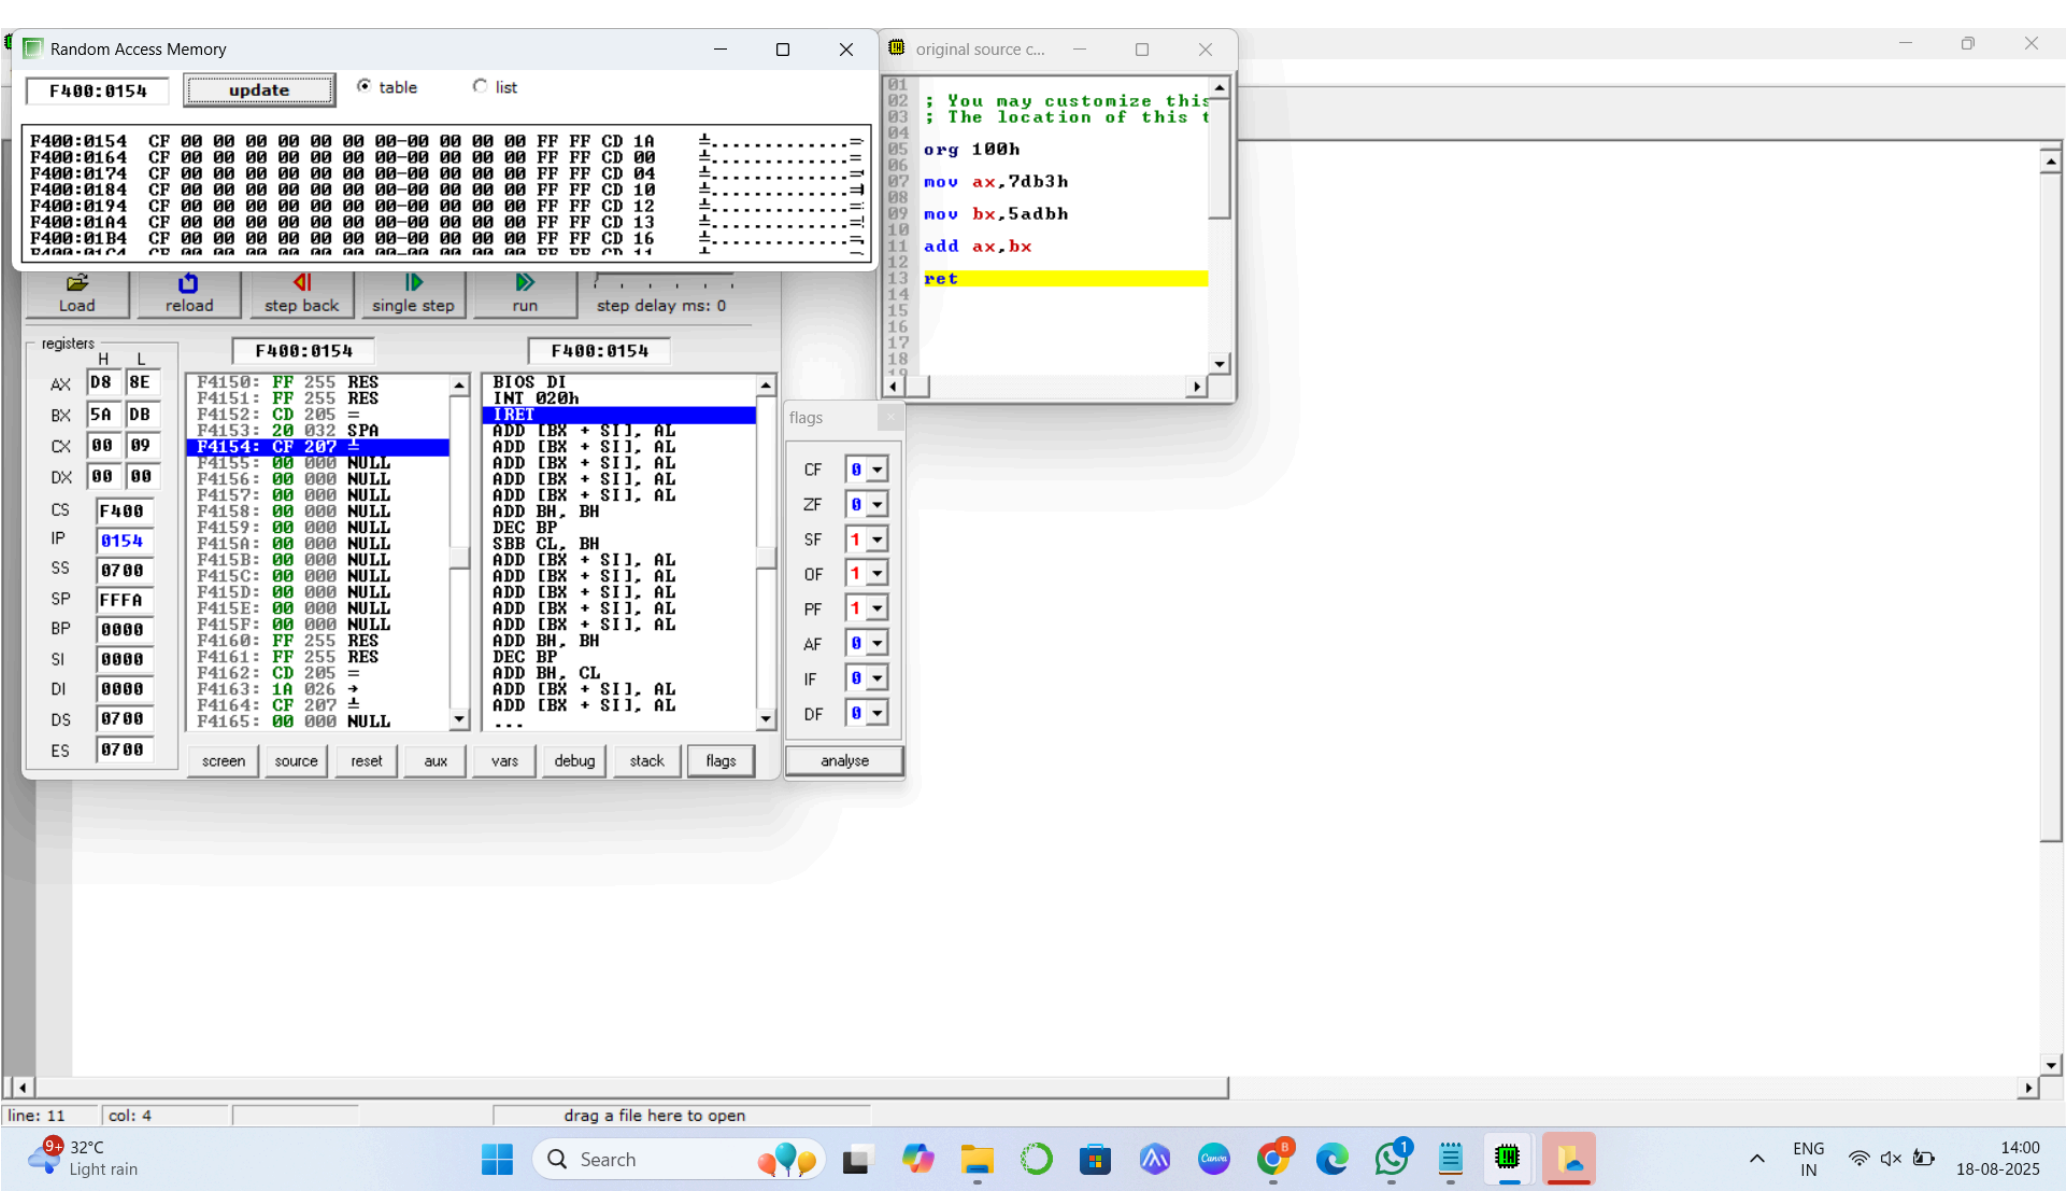 Random Access Memory
F400:0154 update table list
F400:0154 CF 00 00 00 00 00 00 00-00 00 00 00 FF FF CD 1A
F400:0164 CF 00 00 00 00 00 00 00-00 00 00 00 FF FF CD 00
F400:0174 CF 00 00 00 00 00 00 00-00 00 00 00 FF FF CD 04
F400:0184 CF 00 00 00 00 00 00 00-00 00 00 00 FF FF CD 10
F400:0194 CF 00 00 00 00 00 00 00-00 00 00 00 FF FF CD 12
F400:01A4 CF 00 00 00 00 00 00 00-00 00 00 00 FF FF CD 13
F400:01B4 CF 00 00 00 00 00 00 00-00 00 00 00 FF FF CD 16
F400:01C4 CF 00 00 00 00 00 00 00-00 00 00 00 FF FF CD 11
original source c...
01
02 ; You may customize this
03 ; The location of this t
04
05 org 100h
06
07 mov ax,7db3h
08
09 mov bx,5adbh
10
11 add ax,bx
12
13 ret
14
15
16
17
18
19
Load reload step back single step run step delay ms: 0
registers
H L
AX D8 8E
BX 5A DB
CX 00 09
DX 00 00
CS F400
IP 0154
SS 0700
SP FFFA
BP 0000
SI 0000
DI 0000
DS 0700
ES 0700
F400:0154
F4150: FF 255 RES
F4151: FF 255 RES
F4152: CD 205 =
F4153: 20 032 SPA
F4154: CF 207 ╧
F4155: 00 000 NULL
F4156: 00 000 NULL
F4157: 00 000 NULL
F4158: 00 000 NULL
F4159: 00 000 NULL
F415A: 00 000 NULL
F415B: 00 000 NULL
F415C: 00 000 NULL
F415D: 00 000 NULL
F415E: 00 000 NULL
F415F: 00 000 NULL
F4160: FF 255 RES
F4161: FF 255 RES
F4162: CD 205 =
F4163: 1A 026 →
F4164: CF 207 ╧
F4165: 00 000 NULL
F400:0154
BIOS DI
INT 020h
IRET
ADD [BX + SI], AL
ADD [BX + SI], AL
ADD [BX + SI], AL
ADD [BX + SI], AL
ADD [BX + SI], AL
ADD BH, BH
DEC BP
SBB CL, BH
ADD [BX + SI], AL
ADD [BX + SI], AL
ADD [BX + SI], AL
ADD [BX + SI], AL
ADD [BX + SI], AL
ADD BH, BH
DEC BP
ADD BH, CL
ADD [BX + SI], AL
ADD [BX + SI], AL
...
screen source reset aux vars debug stack flags
flags
CF 0
ZF 0
SF 1
OF 1
PF 1
AF 0
IF 0
DF 0
analyse
line: 11 col: 4 drag a file here to open
9+ 32°C
Light rain
Search
Canva
B
1
ENG
IN
14:00
18-08-2025